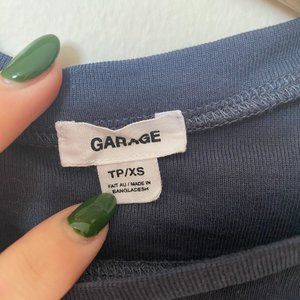 GARAGE
TP/XS
FAIT AU / MADE IN
BANGLADESH